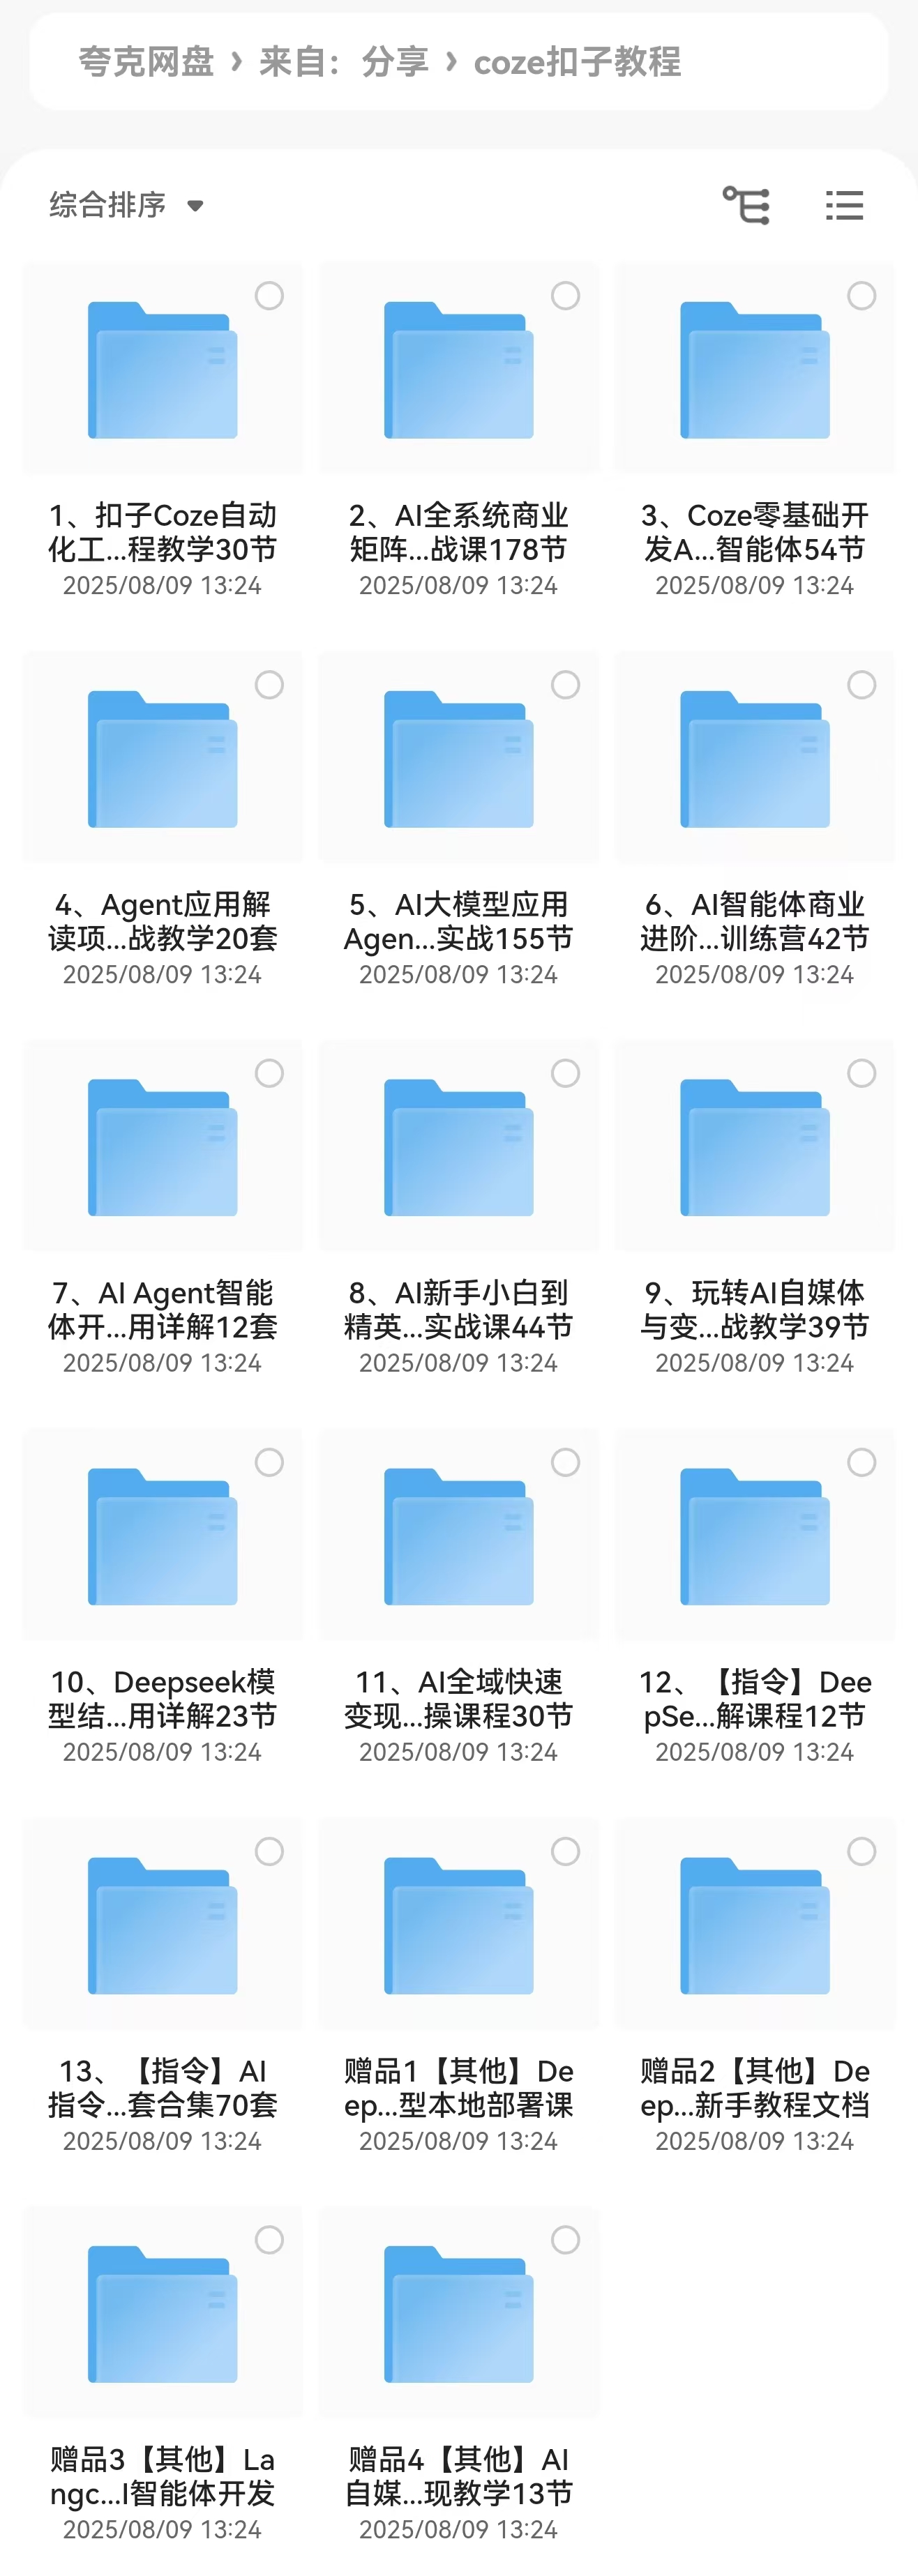 夸克网盘 › 来自：分享 › coze扣子教程
综合排序
1、扣子Coze自动
化工...程教学30节
2025/08/09 13:24
2、AI全系统商业
矩阵...战课178节
2025/08/09 13:24
3、Coze零基础开
发A...智能体54节
2025/08/09 13:24
4、Agent应用解
读项...战教学20套
2025/08/09 13:24
5、AI大模型应用
Agen...实战155节
2025/08/09 13:24
6、AI智能体商业
进阶...训练营42节
2025/08/09 13:24
7、AI Agent智能
体开...用详解12套
2025/08/09 13:24
8、AI新手小白到
精英...实战课44节
2025/08/09 13:24
9、玩转AI自媒体
与变...战教学39节
2025/08/09 13:24
10、Deepseek模
型结...用详解23节
2025/08/09 13:24
11、AI全域快速
变现...操课程30节
2025/08/09 13:24
12、【指令】Dee
pSe...解课程12节
2025/08/09 13:24
13、【指令】AI
指令...套合集70套
2025/08/09 13:24
赠品1【其他】De
ep...型本地部署课
2025/08/09 13:24
赠品2【其他】De
ep...新手教程文档
2025/08/09 13:24
赠品3【其他】La
ngc...I智能体开发
2025/08/09 13:24
赠品4【其他】AI
自媒...现教学13节
2025/08/09 13:24